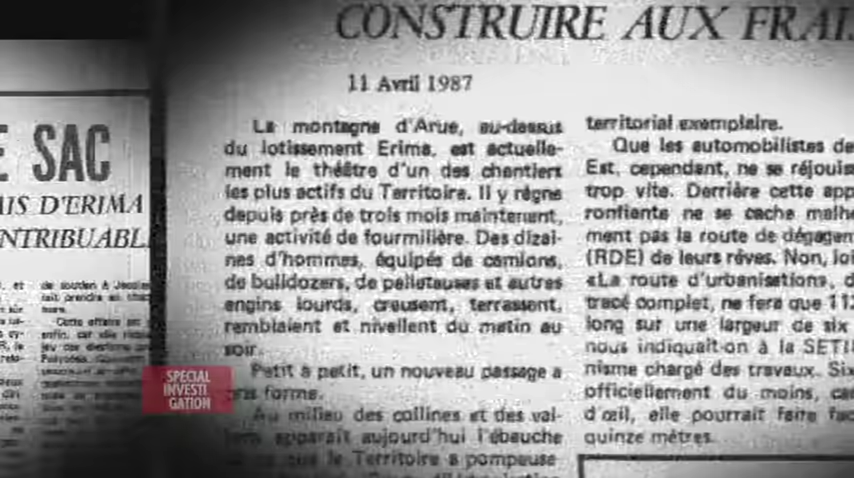 E SAC
AIS D'ERIMA
NTRIBUABL
CONSTRUIRE AUX FRAIS
11 Avril 1987
La montagne d'Arue, au-dessus
du lotissement Erima, est actuelle-
ment le théâtre d'un des chantiers
les plus actifs du Territoire. Il y règne
depuis près de trois mois maintenant,
une activité de fourmilière. Des dizai-
nes d'hommes, équipés de camions,
de bulldozers, de pelleteuses et autres
engins lourds, creusent, terrassent,
remblaient et nivellent du matin au
soir.
Petit à petit, un nouveau passage a
pris forme.
Au milieu des collines et des val-
apparaît aujourd'hui l'ébauche
que le Territoire a pompeuse
territorial exemplaire.
Que les automobilistes de
Est, cependant, ne se réjouis
trop vite. Derrière cette app
ronflante ne se cache malhe
ment pas la route de dégagem
(RDE) de leurs rêves. Non, loi
«La route d'urbanisation», d
tracé complet, ne fera que 112
long sur une largeur de six
nous indiquait-on à la SETI
nisme chargé des travaux. Six
officiellement du moins, car
d'œil, elle pourrait faire fac
quinze mètres.
SPECIAL
INVESTI
GATION